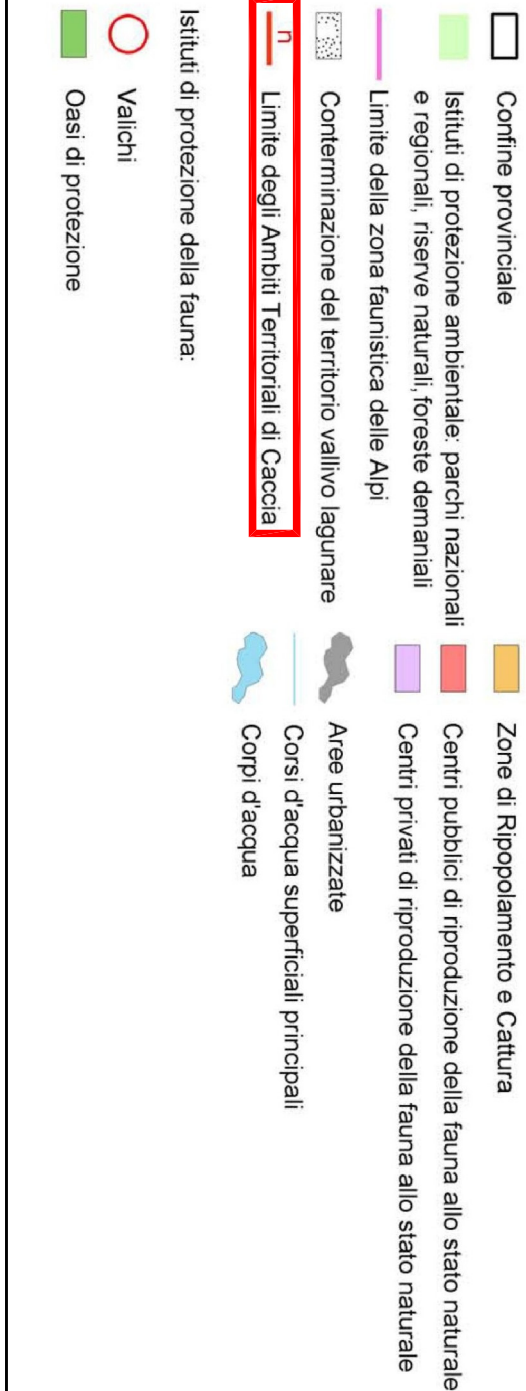 Confine provinciale
Istituti di protezione ambientale: parchi nazionali
e regionali, riserve naturali, foreste demaniali
Limite della zona faunistica delle Alpi
Conterminazione del territorio vallivo lagunare
n
Limite degli Ambiti Territoriali di Caccia
Istituti di protezione della fauna:
Valichi
Oasi di protezione
Zone di Ripopolamento e Cattura
Centri pubblici di riproduzione della fauna allo stato naturale
Centri privati di riproduzione della fauna allo stato naturale
Aree urbanizzate
Corsi d'acqua superficiali principali
Corpi d'acqua